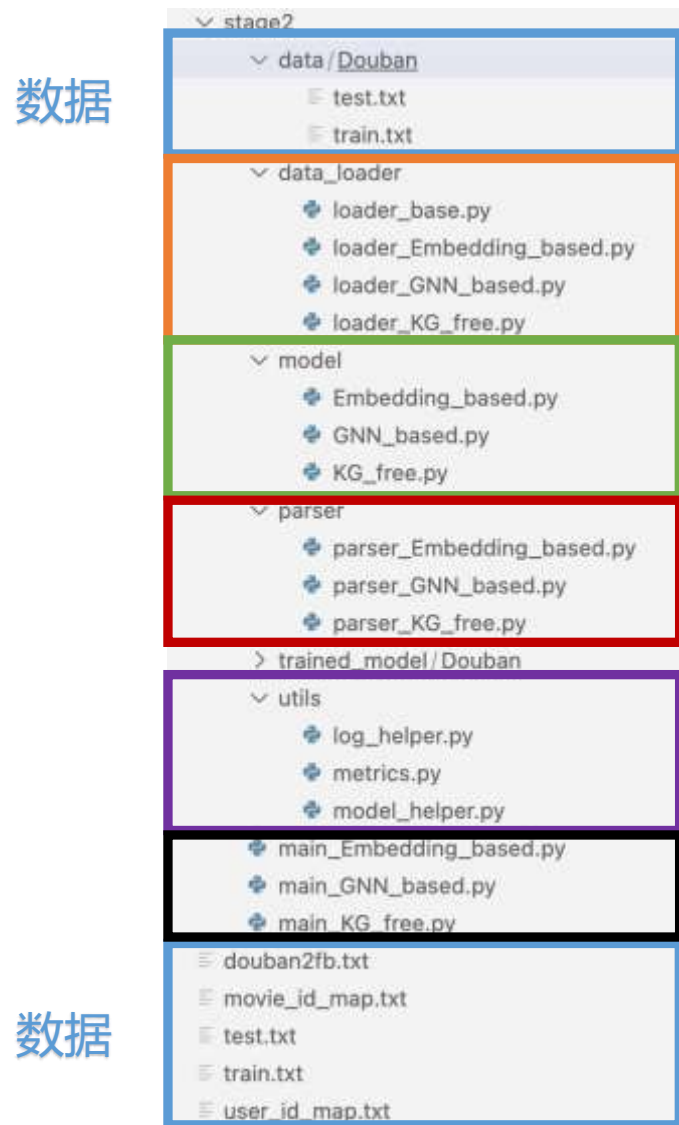 stage2
数据
data/Douban
test.txt
train.txt
data_loader
loader_base.py
loader_Embedding_based.py
loader_GNN_based.py
loader_KG_free.py
model
Embedding_based.py
GNN_based.py
KG_free.py
parser
parser_Embedding_based.py
parser_GNN_based.py
parser_KG_free.py
trained_model/Douban
utils
log_helper.py
metrics.py
model_helper.py
main_Embedding_based.py
main_GNN_based.py
main_KG_free.py
douban2fb.txt
movie_id_map.txt
数据
test.txt
train.txt
user_id_map.txt